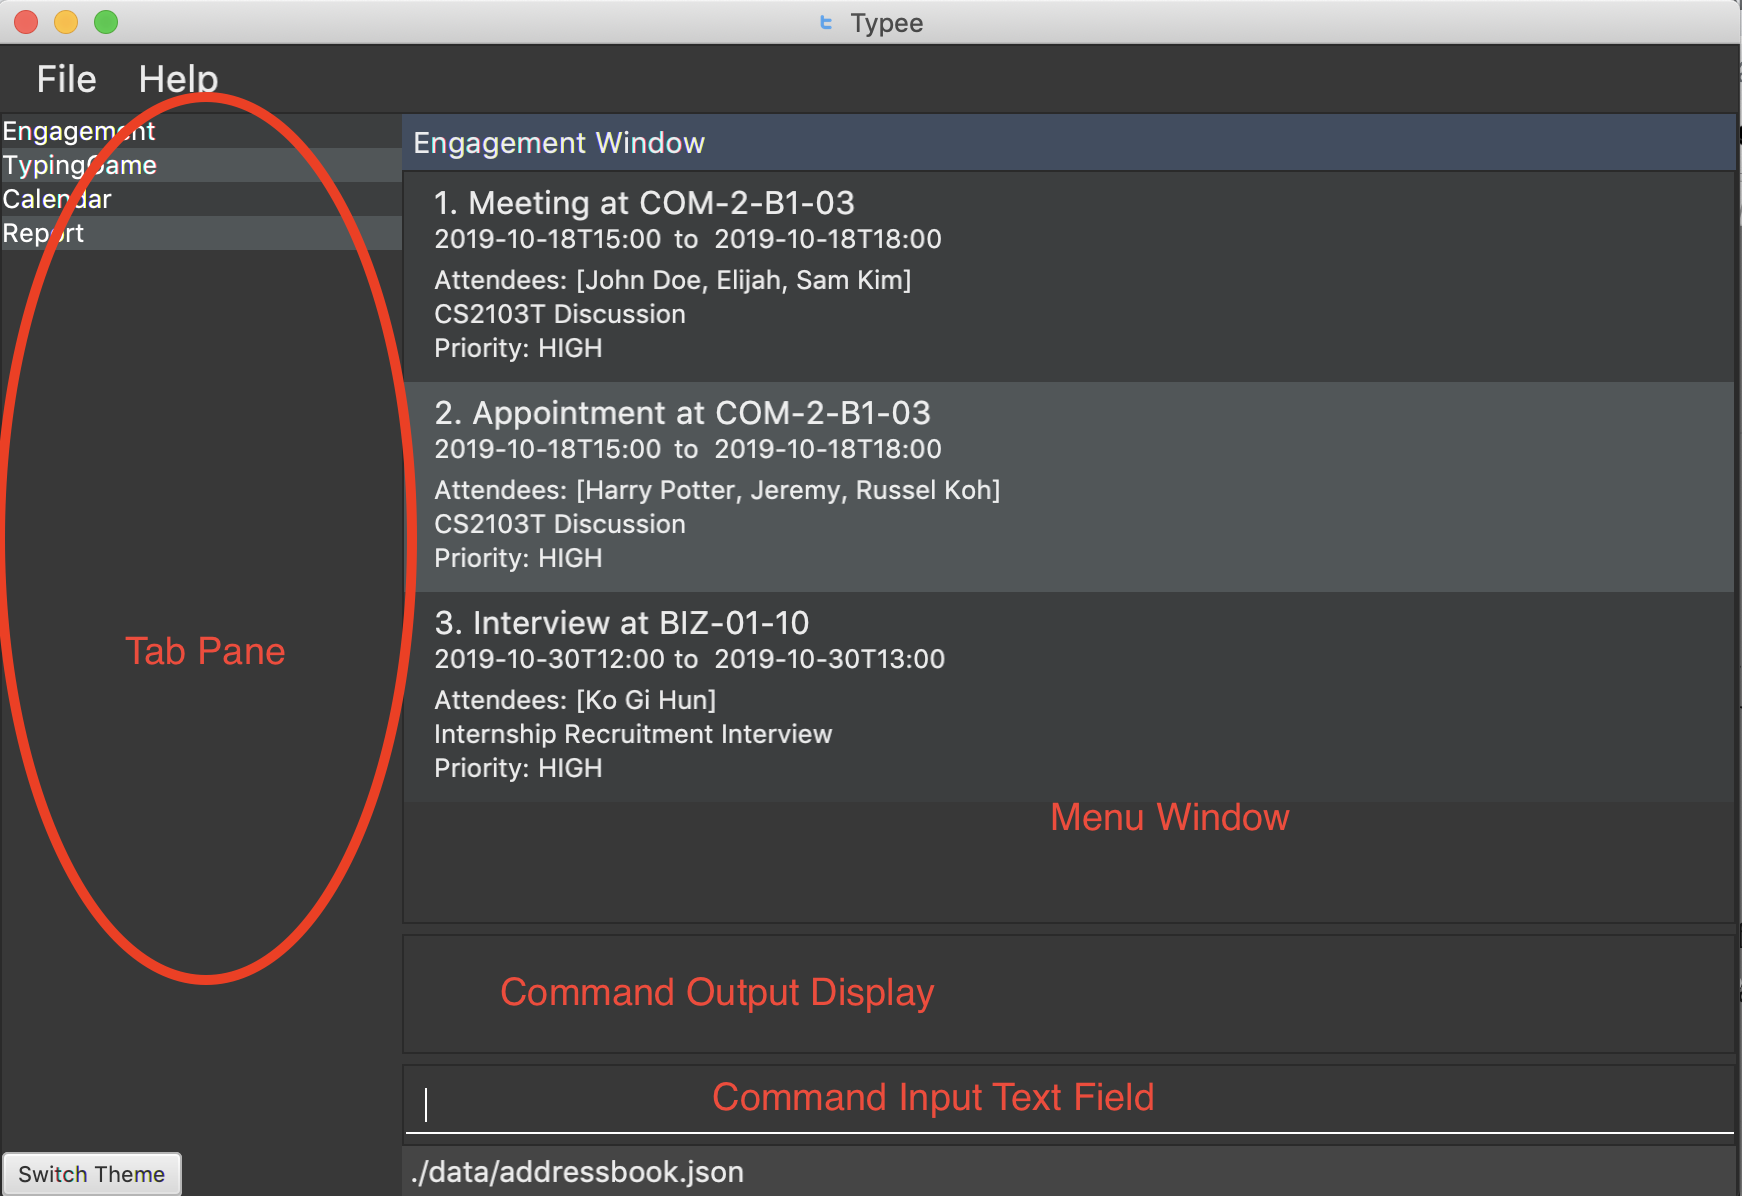 Typee
File Help
Engagement
TypingGame
Calendar
Report
Tab Pane
Switch Theme
Engagement Window
1. Meeting at COM-2-B1-03
2019-10-18T15:00 to 2019-10-18T18:00
Attendees: [John Doe, Elijah, Sam Kim]
CS2103T Discussion
Priority: HIGH
2. Appointment at COM-2-B1-03
2019-10-18T15:00 to 2019-10-18T18:00
Attendees: [Harry Potter, Jeremy, Russel Koh]
CS2103T Discussion
Priority: HIGH
3. Interview at BIZ-01-10
2019-10-30T12:00 to 2019-10-30T13:00
Attendees: [Ko Gi Hun]
Internship Recruitment Interview
Priority: HIGH
Menu Window
Command Output Display
Command Input Text Field
./data/addressbook.json